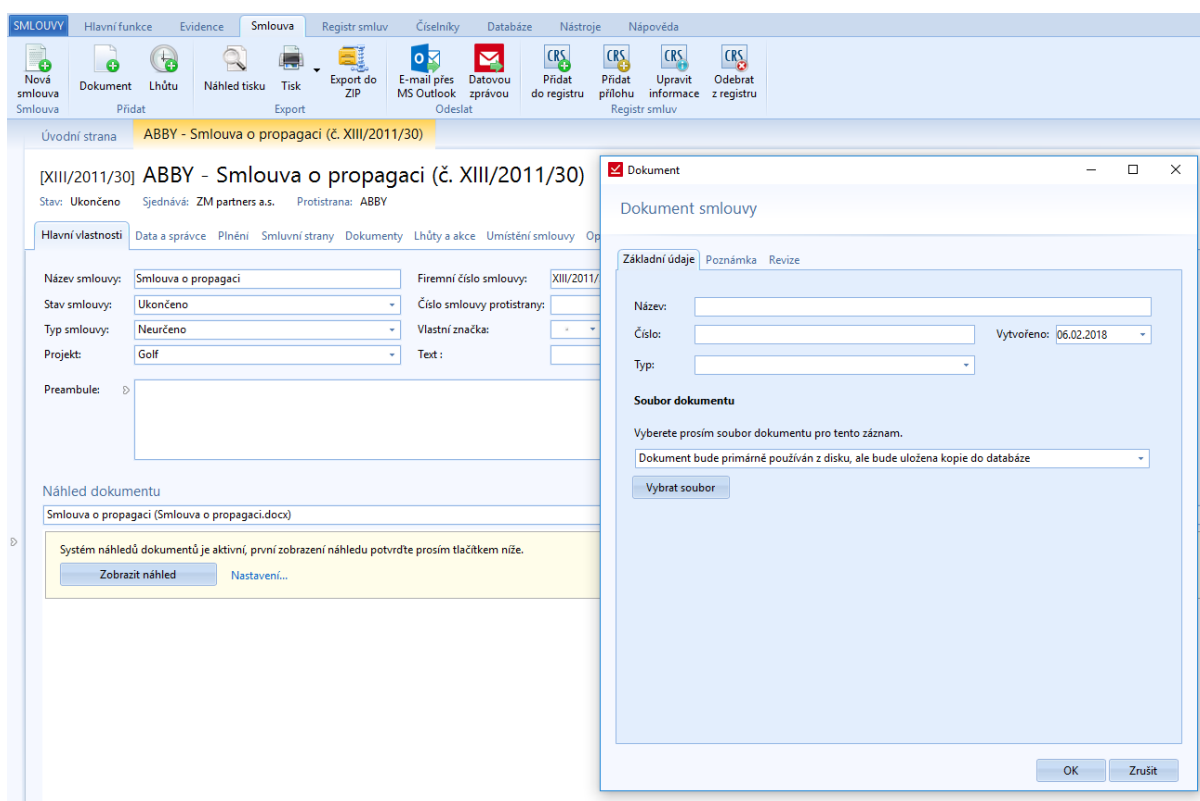 SMLOUVY Hlavní funkce Evidence Smlouva Registr smluv Číselníky Databáze Nástroje Nápověda
Nová smlouva
Dokument
Lhůtu
Náhled tisku
Tisk
Export do ZIP
E-mail přes MS Outlook
Datovou zprávou
CRS Přidat do registru
CRS Přidat přílohu
CRS Upravit informace
CRS Odebrat z registru
Smlouva Přidat Export Odeslat Registr smluv
Úvodní strana ABBY - Smlouva o propagaci (č. XIII/2011/30)
[XIII/2011/30] ABBY - Smlouva o propagaci (č. XIII/2011/30)
Stav: Ukončeno Sjednává: ZM partners a.s. Protistrana: ABBY
Hlavní vlastnosti Data a správce Plnění Smluvní strany Dokumenty Lhůty a akce Umístění smlouvy Op
Název smlouvy: Smlouva o propagaci Firemní číslo smlouvy: XIII/2011/
Stav smlouvy: Ukončeno Číslo smlouvy protistrany:
Typ smlouvy: Neurčeno Vlastní značka:
Projekt: Golf Text :
Preambule:
Náhled dokumentu
Smlouva o propagaci (Smlouva o propagaci.docx)
Systém náhledů dokumentů je aktivní, první zobrazení náhledu potvrďte prosím tlačítkem níže.
Zobrazit náhled Nastavení...
Dokument
Dokument smlouvy
Základní údaje Poznámka Revize
Název:
Číslo: Vytvořeno: 06.02.2018
Typ:
Soubor dokumentu
Vyberete prosím soubor dokumentu pro tento záznam.
Dokument bude primárně používán z disku, ale bude uložena kopie do databáze
Vybrat soubor
OK Zrušit